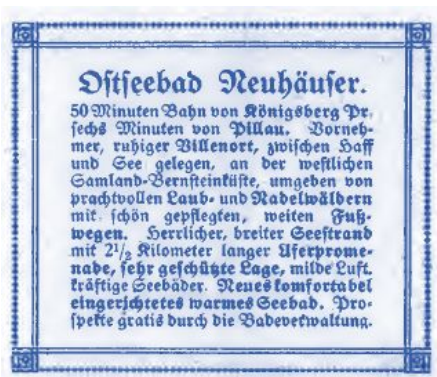 Ostseebad Neuhäuser.
50 Minuten Bahn von Königsberg Pr.
sechs Minuten von Pillau. Vorneh-
mer, ruhiger Villenort, zwischen Haff
und See gelegen, an der westlichen
Samland-Bernsteinküste, umgeben von
prachtvollen Laub- und Nadelwäldern
mit schön gepflegten, weiten Fuß-
wegen. Herrlicher, breiter Seestrand
mit 2½ Kilometer langer Uferprome-
nade, sehr geschützte Lage, milde Luft.
kräftige Seebäder. Neues komfortabel
eingerichtetes warmes Seebad. Pro-
spekte gratis durch die Badeverwaltung.